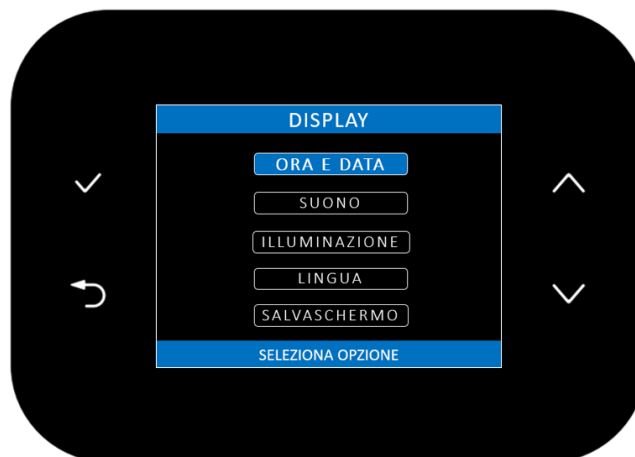 DISPLAY
ORA E DATA
SUONO
ILLUMINAZIONE
LINGUA
SALVASCHERMO
SELEZIONA OPZIONE